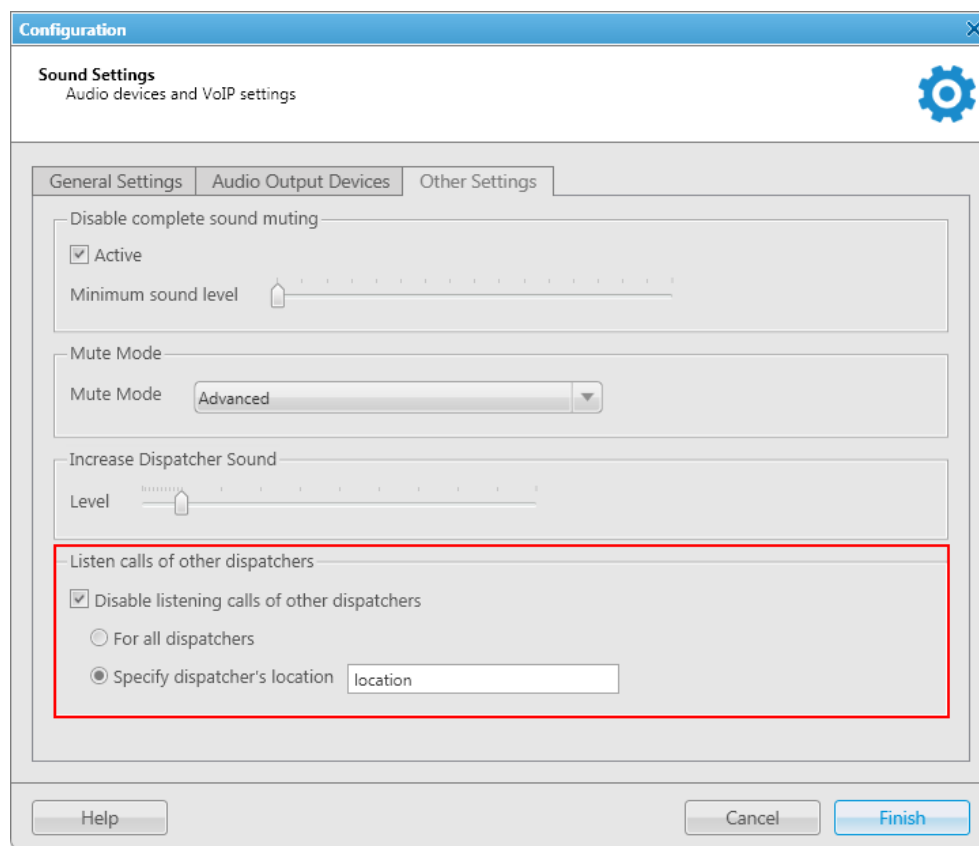 Configuration
Sound Settings
Audio devices and VoIP settings
General Settings Audio Output Devices Other Settings
Disable complete sound muting
Active
Minimum sound level
Mute Mode
Mute Mode Advanced
Increase Dispatcher Sound
Level
Listen calls of other dispatchers
Disable listening calls of other dispatchers
For all dispatchers
Specify dispatcher's location location
Help Cancel Finish